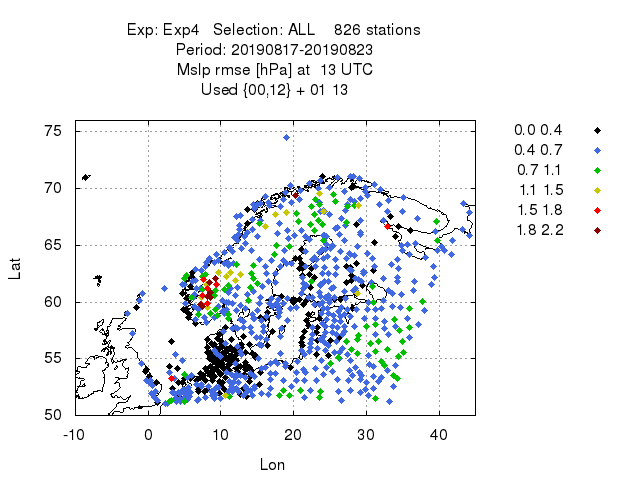 Exp: Exp4 Selection: ALL 826 stations
Period: 20190817-20190823
Mslp rmse [hPa] at 13 UTC
Used {00,12} + 01 13
0.0 0.4
0.4 0.7
0.7 1.1
1.1 1.5
1.5 1.8
1.8 2.2
75
70
65
60
55
50
Lat
-10 0 10 20 30 40
Lon